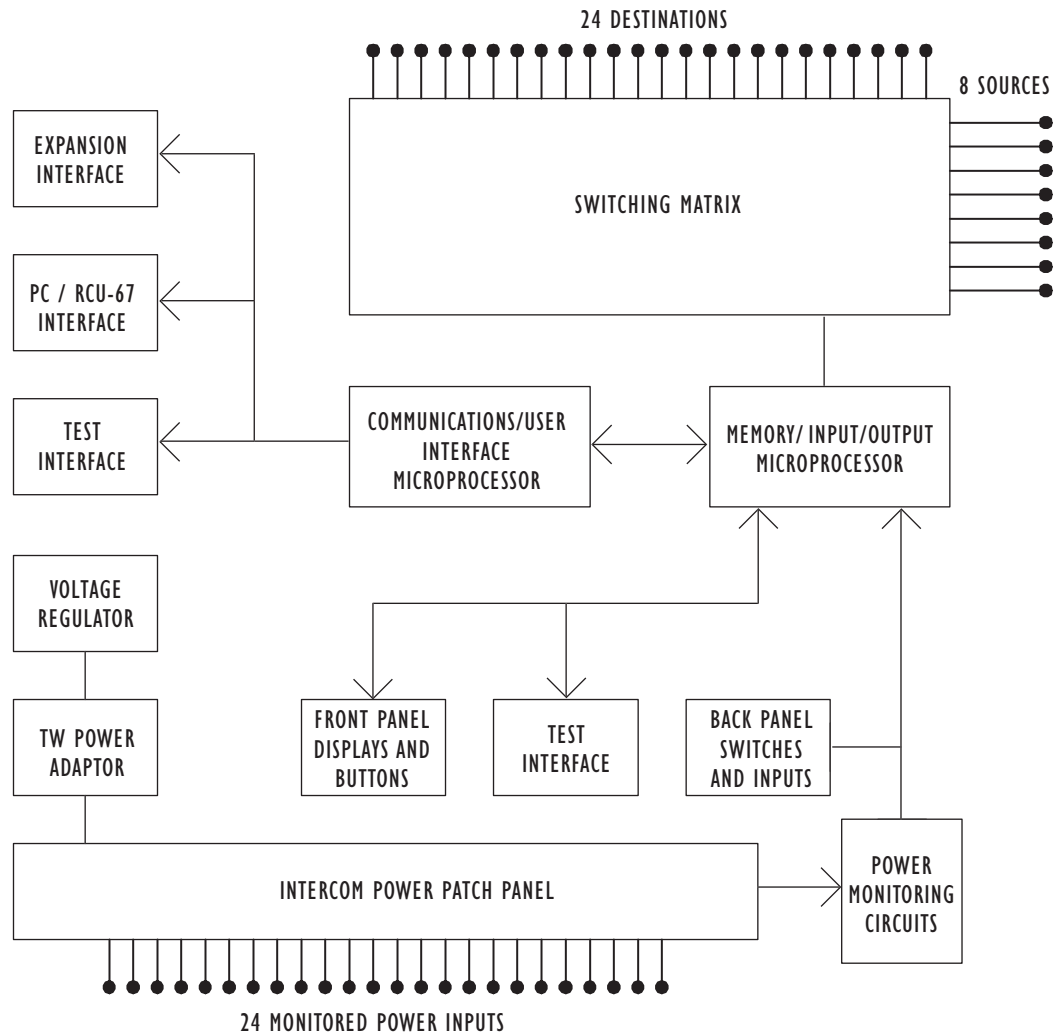 24 DESTINATIONS
8 SOURCES
EXPANSION
INTERFACE
SWITCHING MATRIX
PC / RCU-67
INTERFACE
TEST
INTERFACE
COMMUNICATIONS/USER
INTERFACE
MICROPROCESSOR
MEMORY/ INPUT/OUTPUT
MICROPROCESSOR
VOLTAGE
REGULATOR
TW POWER
ADAPTOR
FRONT PANEL
DISPLAYS AND
BUTTONS
TEST
INTERFACE
BACK PANEL
SWITCHES
AND INPUTS
INTERCOM POWER PATCH PANEL
POWER
MONITORING
CIRCUITS
24 MONITORED POWER INPUTS